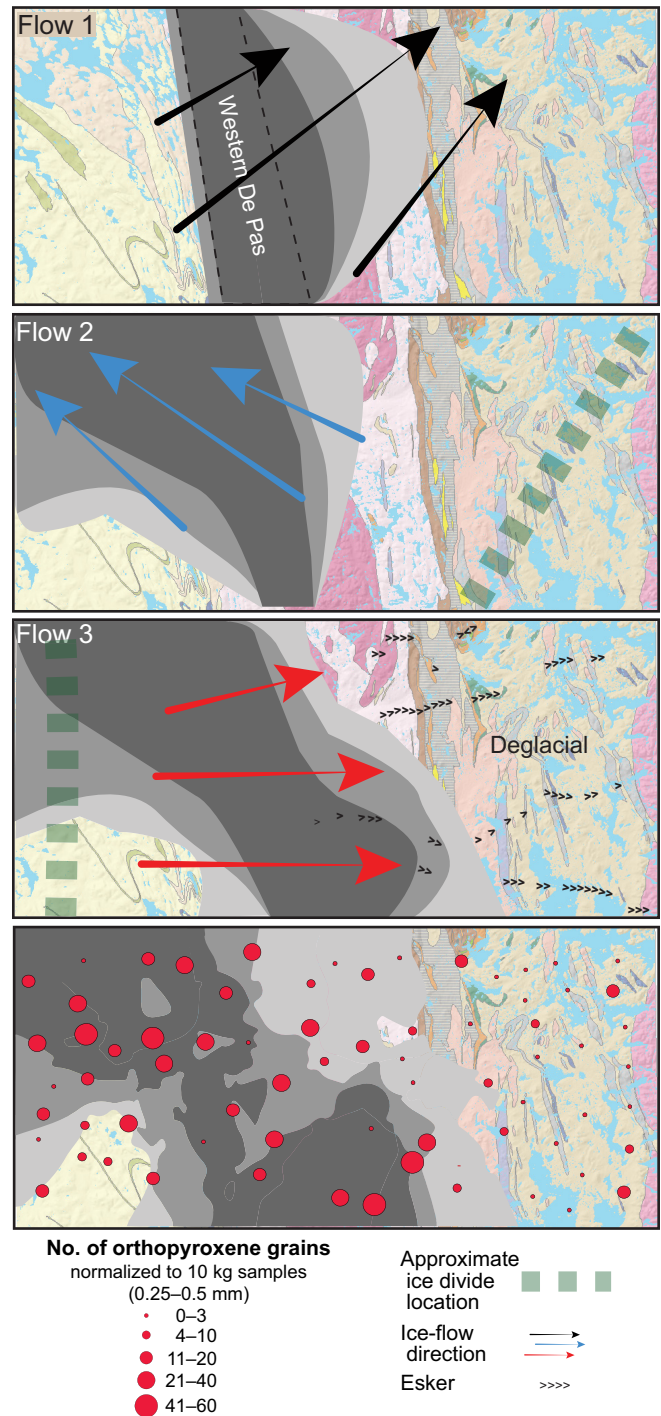 Flow 1
Western De Pas
Flow 2
Flow 3
Deglacial
No. of orthopyroxene grains
normalized to 10 kg samples
(0.25–0.5 mm)
0–3
4–10
11–20
21–40
41–60
Approximate
ice divide
location
Ice-flow
direction
Esker
>>>>